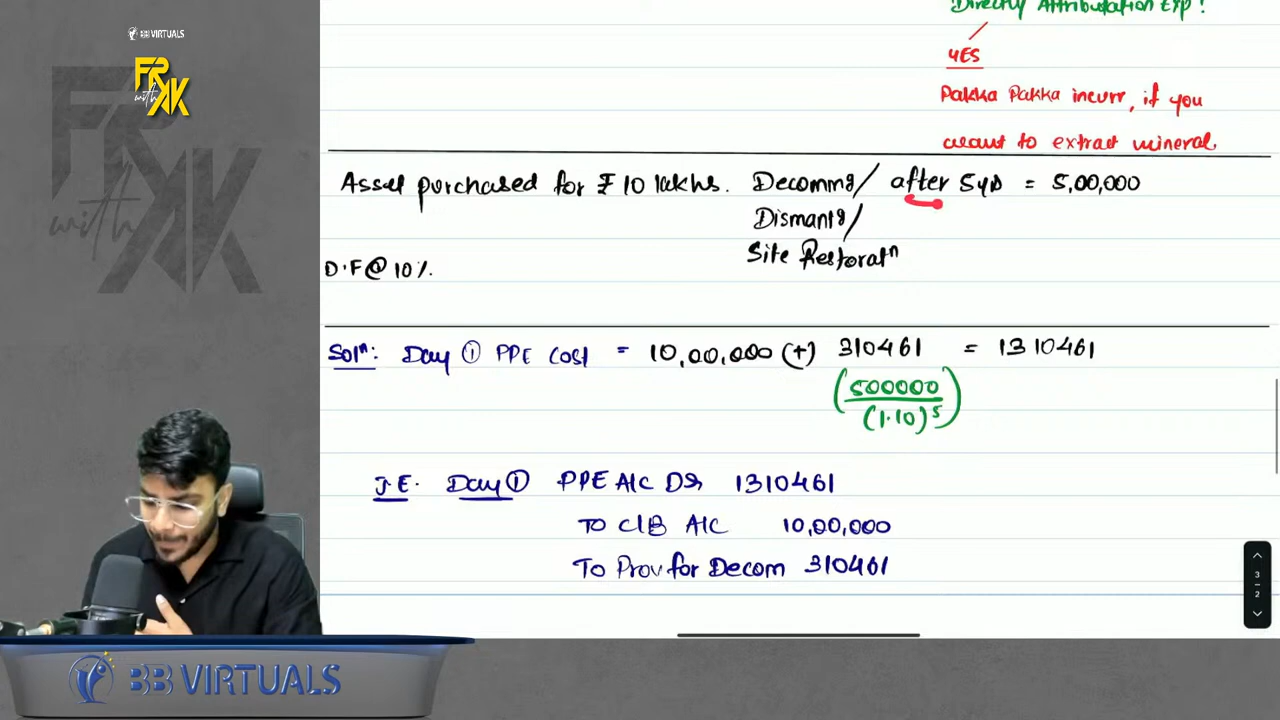 BB VIRTUALS
FR
with
AK
Directly Attributation Exp?
YES
Pakka Pakka incurr, if you
want to extract mineral.
Asset purchased for ₹ 10 lakhs. Decommg/ after 5yrs = 5,00,000
Dismantg/
Site Restoratⁿ
D.F@ 10%.
Solⁿ: Day ① PPE Cost = 10,00,000 (+) 310461 = 1310461
(500000
(1.10)⁵)
J.E. Day ① PPE A/C Dr 1310461
To C/B A/C 10,00,000
To Prov for Decom 310461
3
2
BB VIRTUALS